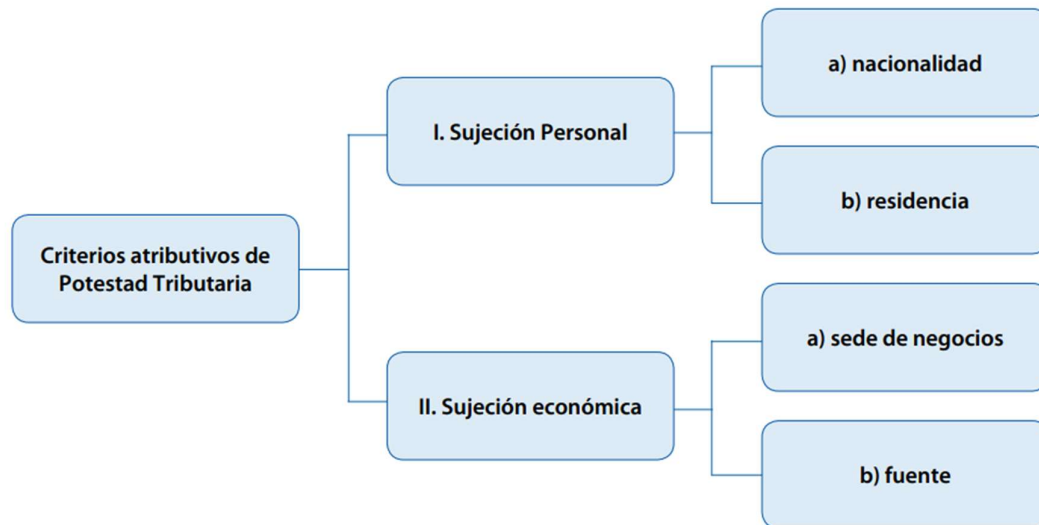 Criterios atributivos de
Potestad Tributaria
I. Sujeción Personal
a) nacionalidad
b) residencia
II. Sujeción económica
a) sede de negocios
b) fuente